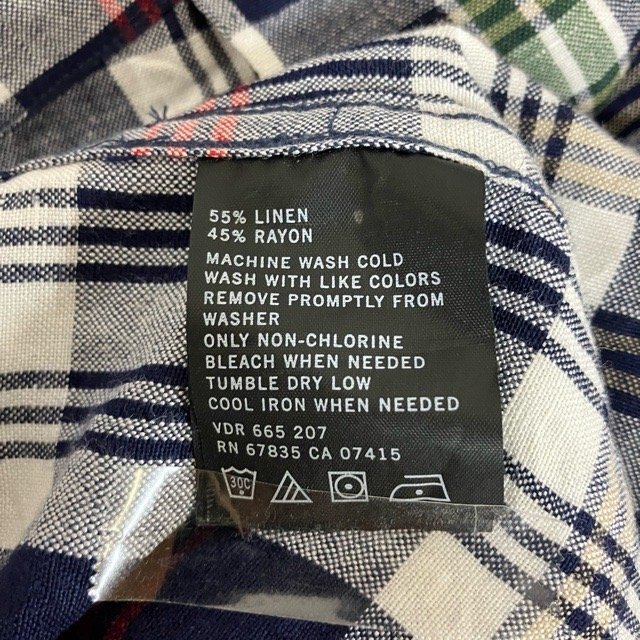 55% LINEN
45% RAYON
MACHINE WASH COLD
WASH WITH LIKE COLORS
REMOVE PROMPTLY FROM
WASHER
ONLY NON-CHLORINE
BLEACH WHEN NEEDED
TUMBLE DRY LOW
COOL IRON WHEN NEEDED
VDR 665 207
RN 67835 CA 07415
30C